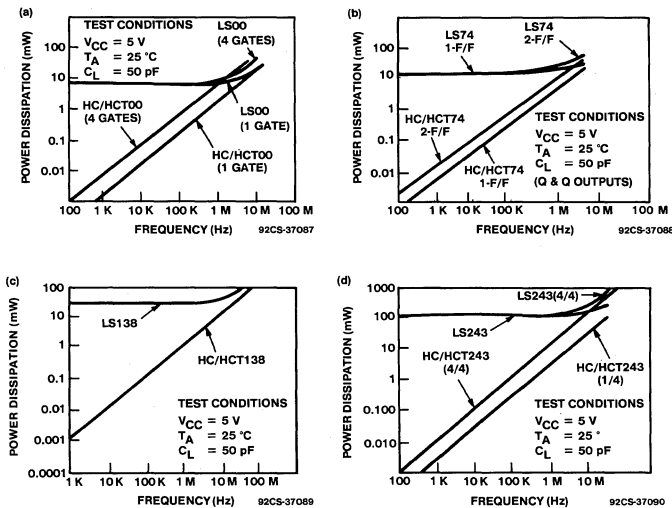 (a)
TEST CONDITIONS
VCC = 5 V
TA = 25 °C
CL = 50 pF
LS00
(4 GATES)
HC/HCT00
(4 GATES)
LS00
(1 GATE)
HC/HCT00
(1 GATE)
POWER DISSIPATION (mW)
100
10
1
0.1
0.01
100
1 K
10 K
100 K
1 M
10 M
100 M
FREQUENCY (Hz)
92CS-37087
(b)
LS74
1-F/F
LS74
2-F/F
HC/HCT74
2-F/F
HC/HCT74
1-F/F
TEST CONDITIONS
VCC = 5 V
TA = 25 °C
CL = 50 pF
(Q & Q OUTPUTS)
POWER DISSIPATION (mW)
100
10
1
0.1
0.01
100
1 K
10 K
100 K
1 M
10 M
100 M
FREQUENCY (Hz)
92CS-37088
(c)
LS138
HC/HCT138
TEST CONDITIONS
VCC = 5 V
TA = 25 °C
CL = 50 pF
POWER DISSIPATION (mW)
100
10
1
0.1
0.01
0.001
0.0001
1 K
10 K
100 K
1 M
10 M
100 M
FREQUENCY (Hz)
92CS-37089
(d)
LS243(4/4)
LS243
HC/HCT243
(4/4)
HC/HCT243
(1/4)
TEST CONDITIONS
VCC = 5 V
TA = 25 °
CL = 50 pF
POWER DISSIPATION (mW)
1000
100
10
1
0.100
0.010
100
1 K
10 K
100 K
1 M
10 M
100 M
FREQUENCY (Hz)
92CS-37090